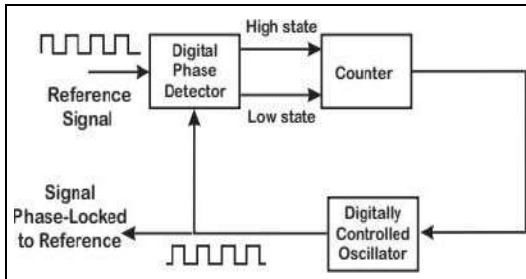 High state
Digital
Phase
Detector
Counter
Reference
Signal
Low state
Signal
Phase-Locked
to Reference
Digitally
Controlled
Oscillator